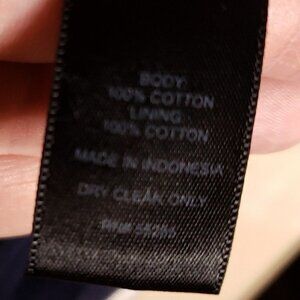 BODY
100% COTTON
LINING
100% COTTON
MADE IN INDONESIA
DRY CLEAN ONLY